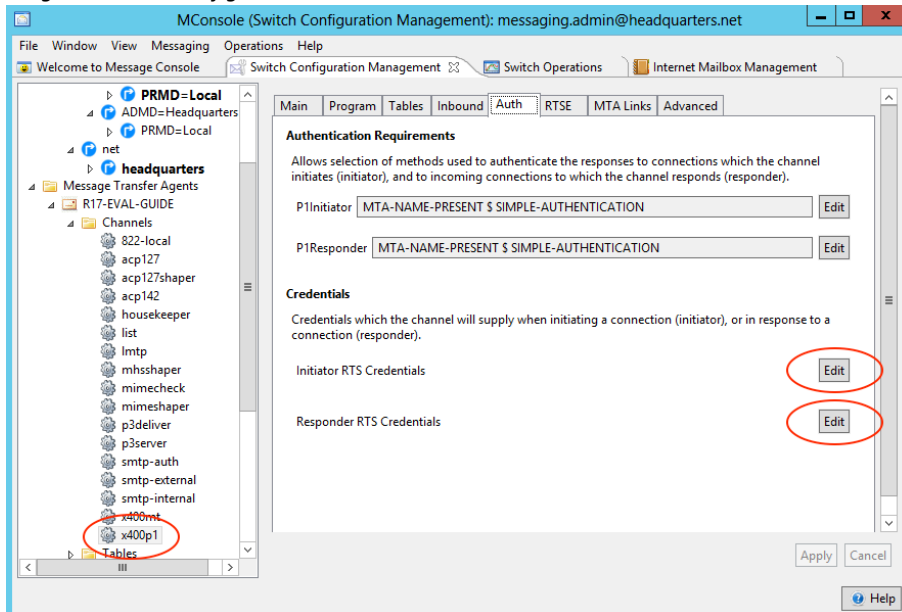 MConsole (Switch Configuration Management): messaging.admin@headquarters.net
File Window View Messaging Operations Help
Welcome to Message Console Switch Configuration Management Switch Operations Internet Mailbox Management
PRMD=Local
ADMD=Headquarters
PRMD=Local
net
headquarters
Message Transfer Agents
R17-EVAL-GUIDE
Channels
822-local
acp127
acp127shaper
acp142
housekeeper
list
lmtp
mhsshaper
mimecheck
mimeshaper
p3deliver
p3server
smtp-auth
smtp-external
smtp-internal
x400mt
x400p1
Tables
Main Program Tables Inbound Auth RTSE MTA Links Advanced
Authentication Requirements
Allows selection of methods used to authenticate the responses to connections which the channel
initiates (initiator), and to incoming connections to which the channel responds (responder).
P1Initiator MTA-NAME-PRESENT $ SIMPLE-AUTHENTICATION Edit
P1Responder MTA-NAME-PRESENT $ SIMPLE-AUTHENTICATION Edit
Credentials
Credentials which the channel will supply when initiating a connection (initiator), or in response to a
connection (responder).
Initiator RTS Credentials Edit
Responder RTS Credentials Edit
Apply Cancel
Help